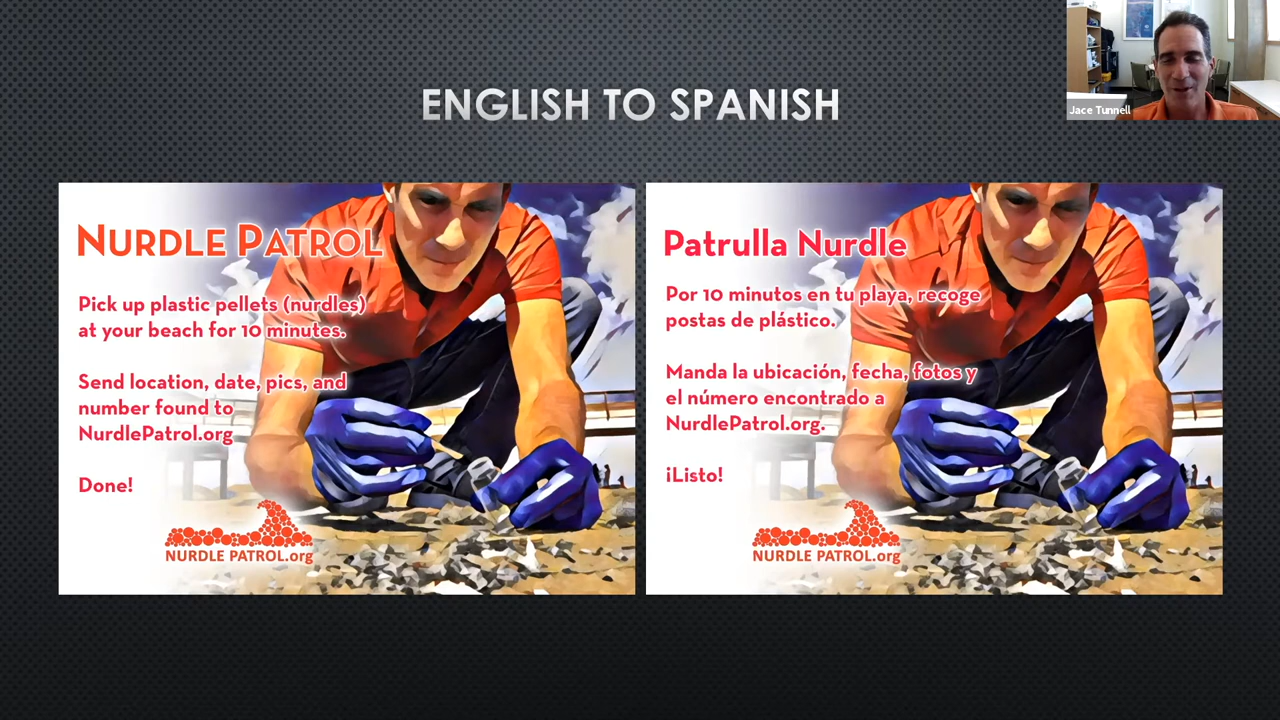 ENGLISH TO SPANISH
Jace Tunnell
NURDLE PATROL
Pick up plastic pellets (nurdles)
at your beach for 10 minutes.
Send location, date, pics, and
number found to
NurdlePatrol.org
Done!
NURDLE PATROL.org
Patrulla Nurdle
Por 10 minutos en tu playa, recoge
postas de plástico.
Manda la ubicación, fecha, fotos y
el número encontrado a
NurdlePatrol.org.
¡Listo!
NURDLE PATROL.org